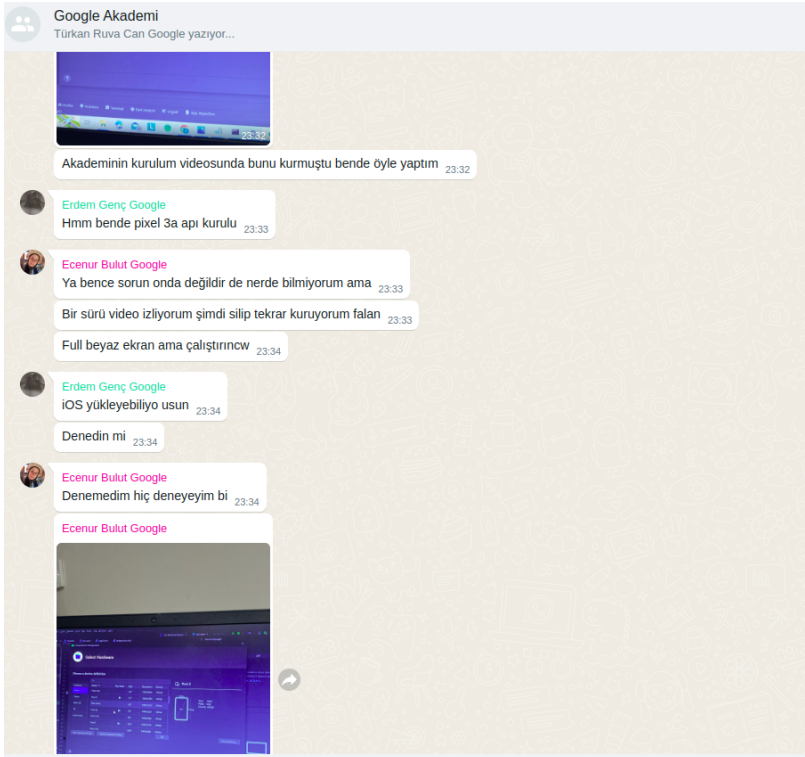 Google Akademi
Türkan Ruva Can Google yazıyor...
23:32
Akademinin kurulum videosunda bunu kurmuştu bende öyle yaptım 23:32
Erdem Genç Google
Hmm bende pixel 3a apı kurulu 23:33
Ecenur Bulut Google
Ya bence sorun onda değildir de nerde bilmiyorum ama 23:33
Bir sürü video izliyorum şimdi silip tekrar kuruyorum falan 23:33
Full beyaz ekran ama çalıştırıncw 23:34
Erdem Genç Google
iOS yükleyebiliyo usun 23:34
Denedin mi 23:34
Ecenur Bulut Google
Denemedim hiç deneyeyim bi 23:34
Ecenur Bulut Google
Select Hardware